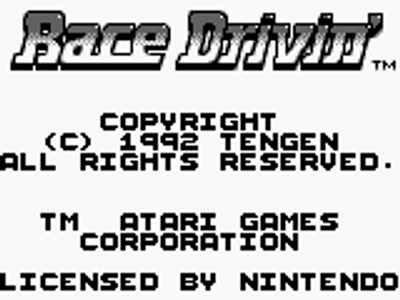 Race Drivin'™
COPYRIGHT
(C) 1992 TENGEN
ALL RIGHTS RESERVED.
TM ATARI GAMES
CORPORATION
LICENSED BY NINTENDO